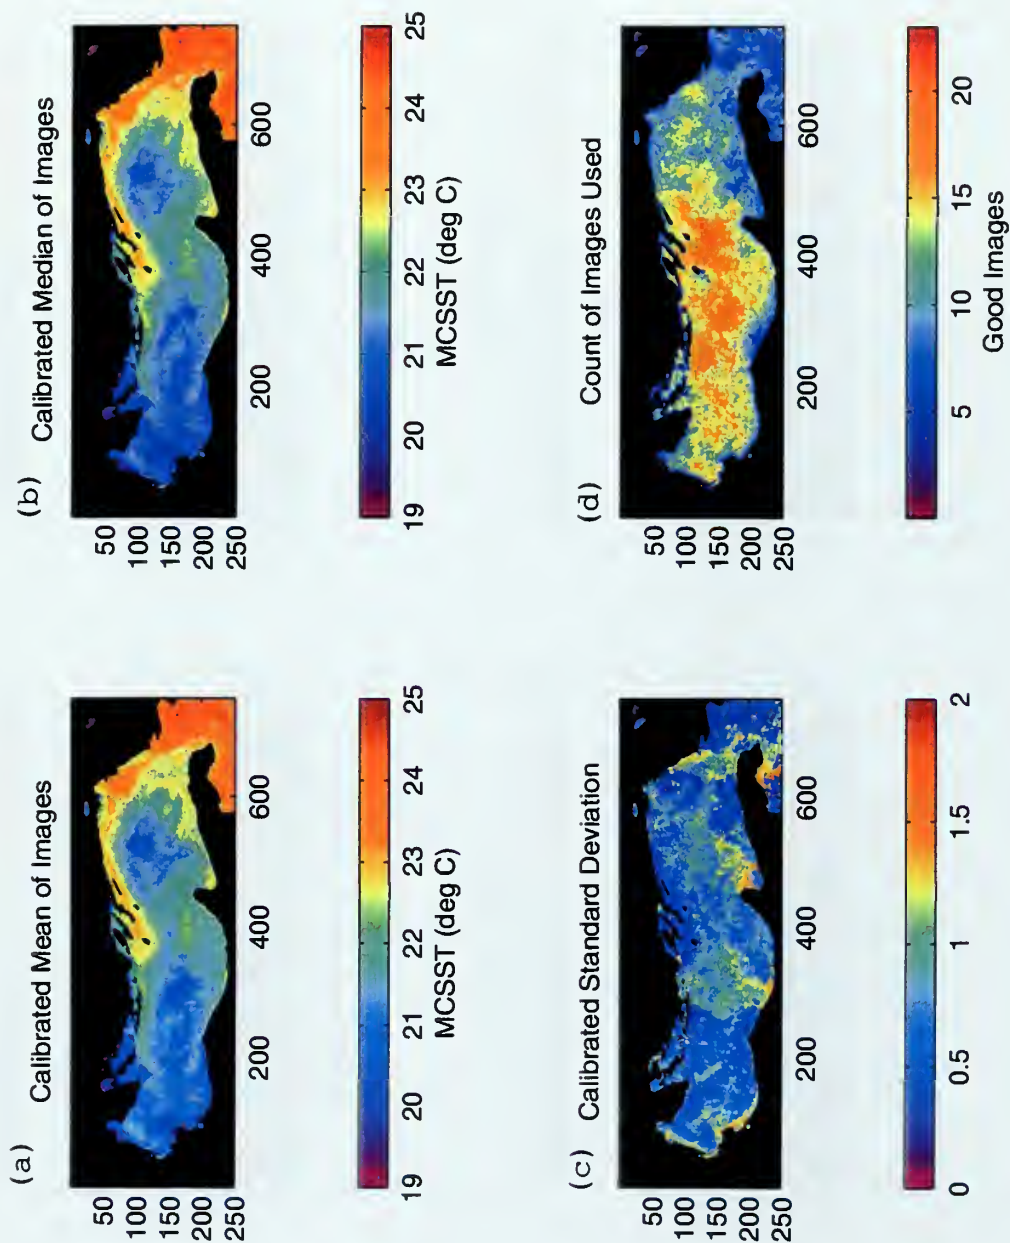 (a)
Calibrated Mean of Images
50
100
150
200
250
200 400 600
19 20 21 22 23 24 25
MCSST (deg C)
(b)
Calibrated Median of Images
50
100
150
200
250
200 400 600
19 20 21 22 23 24 25
MCSST (deg C)
(c) Calibrated Standard Deviation
50
100
150
200
250
200 400 600
0 0.5 1 1.5 2
(d) Count of Images Used
50
100
150
200
250
200 400 600
5 10 15 20
Good Images